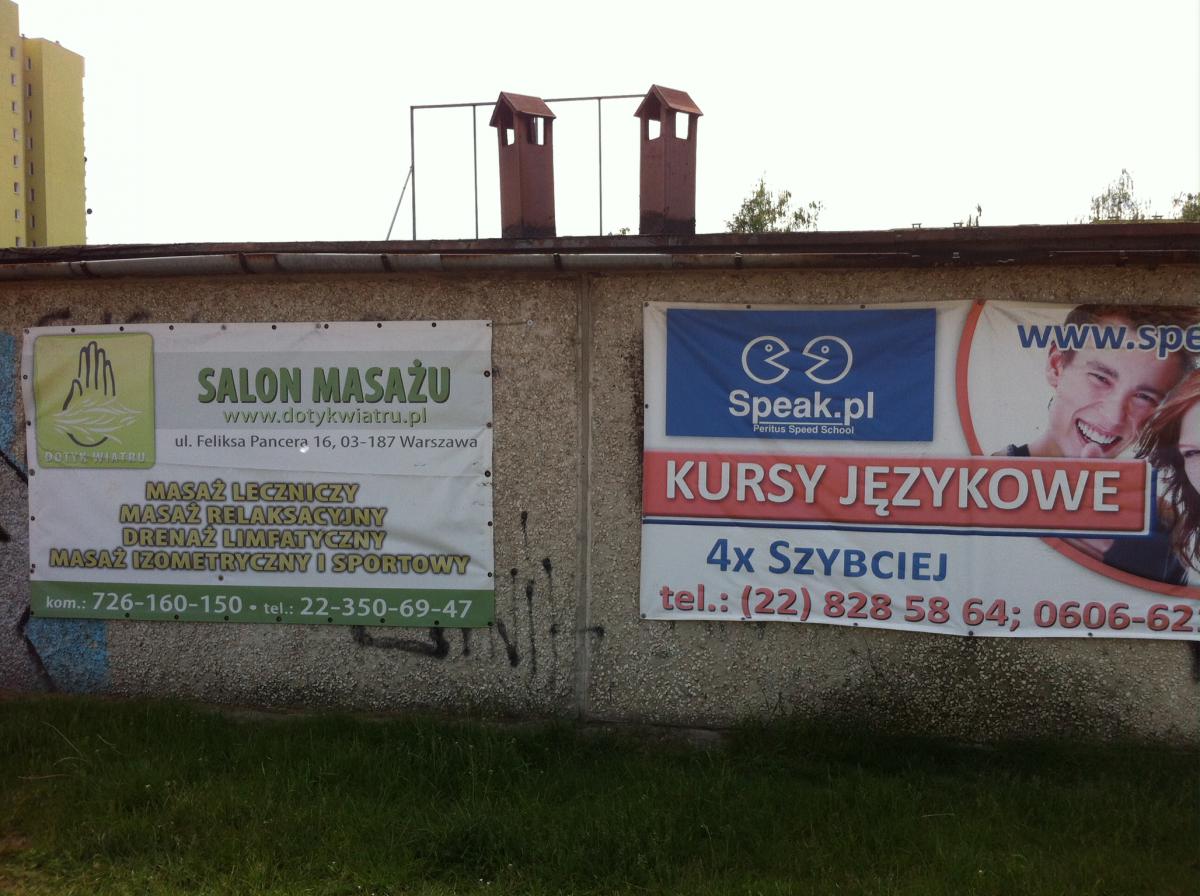 SALON MASAŻU
www.dotykwiatru.pl
ul. Feliksa Pancera 16, 03-187 Warszawa
DOTYK WIATRU
MASAŻ LECZNICZY
MASAŻ RELAKSACYJNY
DRENAŻ LIMFATYCZNY
MASAŻ IZOMETRYCZNY I SPORTOWY
kom.: 726-160-150 • tel.: 22-350-69-47
www.spe
Speak.pl
Peritus Speed School
KURSY JĘZYKOWE
4x SZYBCIEJ
tel.: (22) 828 58 64; 0606-62